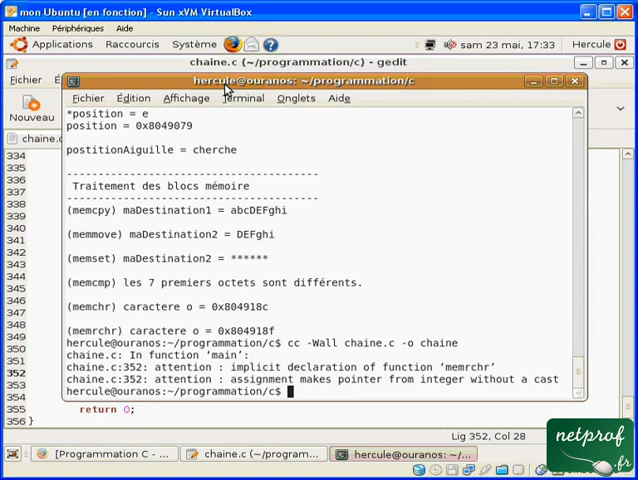 mon Ubuntu [en fonction] - Sun xVM VirtualBox
Machine Périphériques Aide
Applications Raccourcis Système sam 23 mai, 17:33 Hercule
chaine.c (~/programmation/c) - gedit
Fichier
hercule@ouranos: ~/programmation/c
Fichier Édition Affichage Terminal Onglets Aide
Nouveau
chaine.c
*position = e
position = 0x8049079
postitionAiguille = cherche
----------------------------------------
Traitement des blocs mémoire
----------------------------------------
(memcpy) maDestination1 = abcDEFghi
(memmove) maDestination2 = DEFghi
(memset) maDestination2 = ******
(memcmp) les 7 premiers octets sont différents.
(memchr) caractere o = 0x804918c
(memrchr) caractere o = 0x804918f
hercule@ouranos:~/programmation/c$ cc -Wall chaine.c -o chaine
chaine.c: In function ‘main’:
chaine.c:352: attention : implicit declaration of function ‘memrchr’
chaine.c:352: attention : assignment makes pointer from integer without a cast
hercule@ouranos:~/programmation/c$
334
335
336
337
338
339
340
341
342
343
344
345
346
347
348
349
350
351
352
353
354
355 return 0;
356 }
Lig 352, Col 28
[Programmation C - ... chaine.c (~/program... hercule@ouranos: ~/...
netprof
.fr